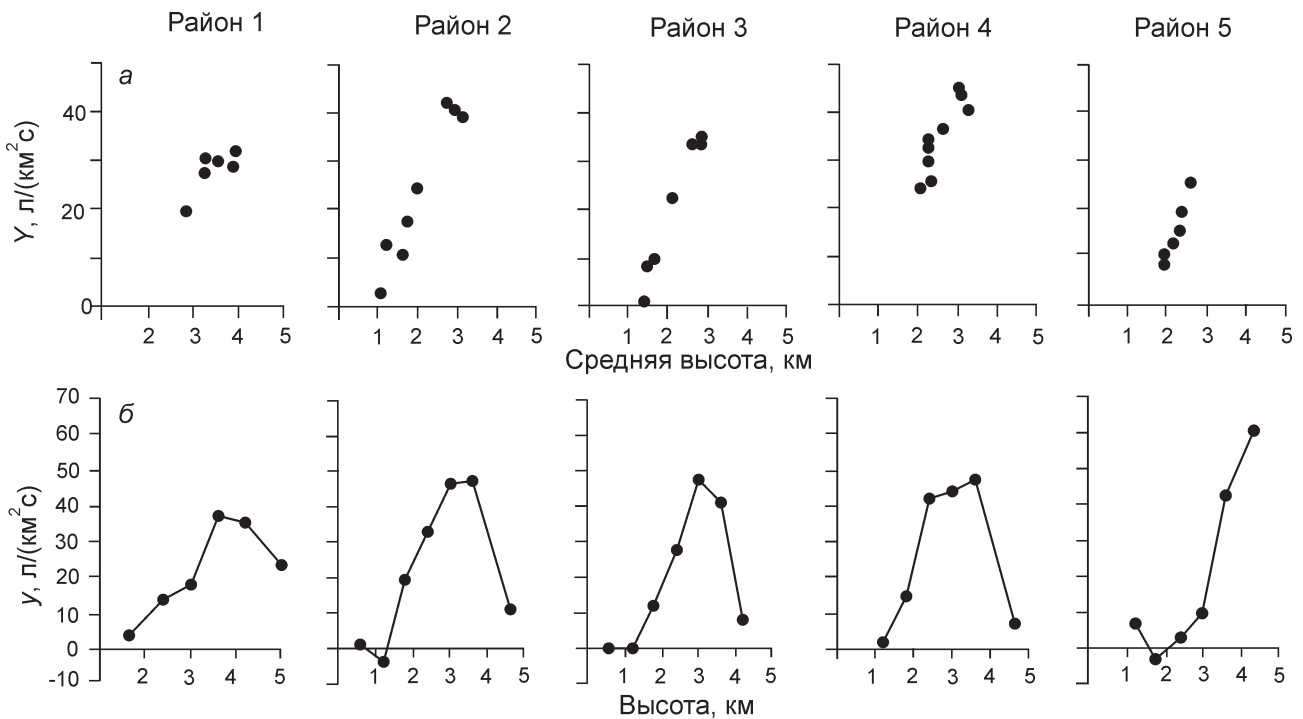 Район 1 Район 2 Район 3 Район 4 Район 5
а
Y, л/(км²с)
40
20
0
2 3 4 5 1 2 3 4 5 1 2 3 4 5 1 2 3 4 5 1 2 3 4 5
Средняя высота, км
б
y, л/(км²с)
70
60
50
40
30
20
10
0
-10
2 3 4 5 1 2 3 4 5 1 2 3 4 5 1 2 3 4 5 1 2 3 4 5
Высота, км